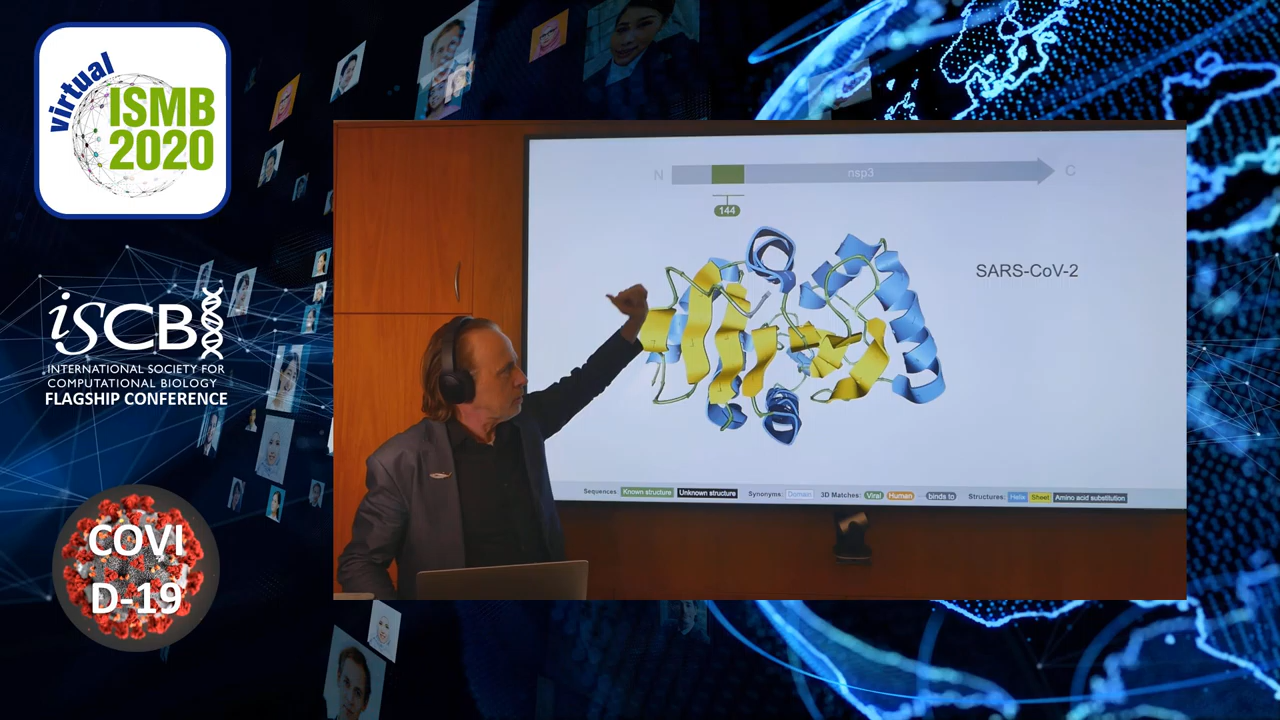 virtual
ISMB
2020
iSCB
INTERNATIONAL SOCIETY FOR
COMPUTATIONAL BIOLOGY
FLAGSHIP CONFERENCE
COVI
D-19
N nsp3 C
144
SARS-CoV-2
Sequences: Known structure Unknown structure Synonyms: Domain 3D Matches: Viral Human binds to Structures: Helix Sheet Amino acid substitution